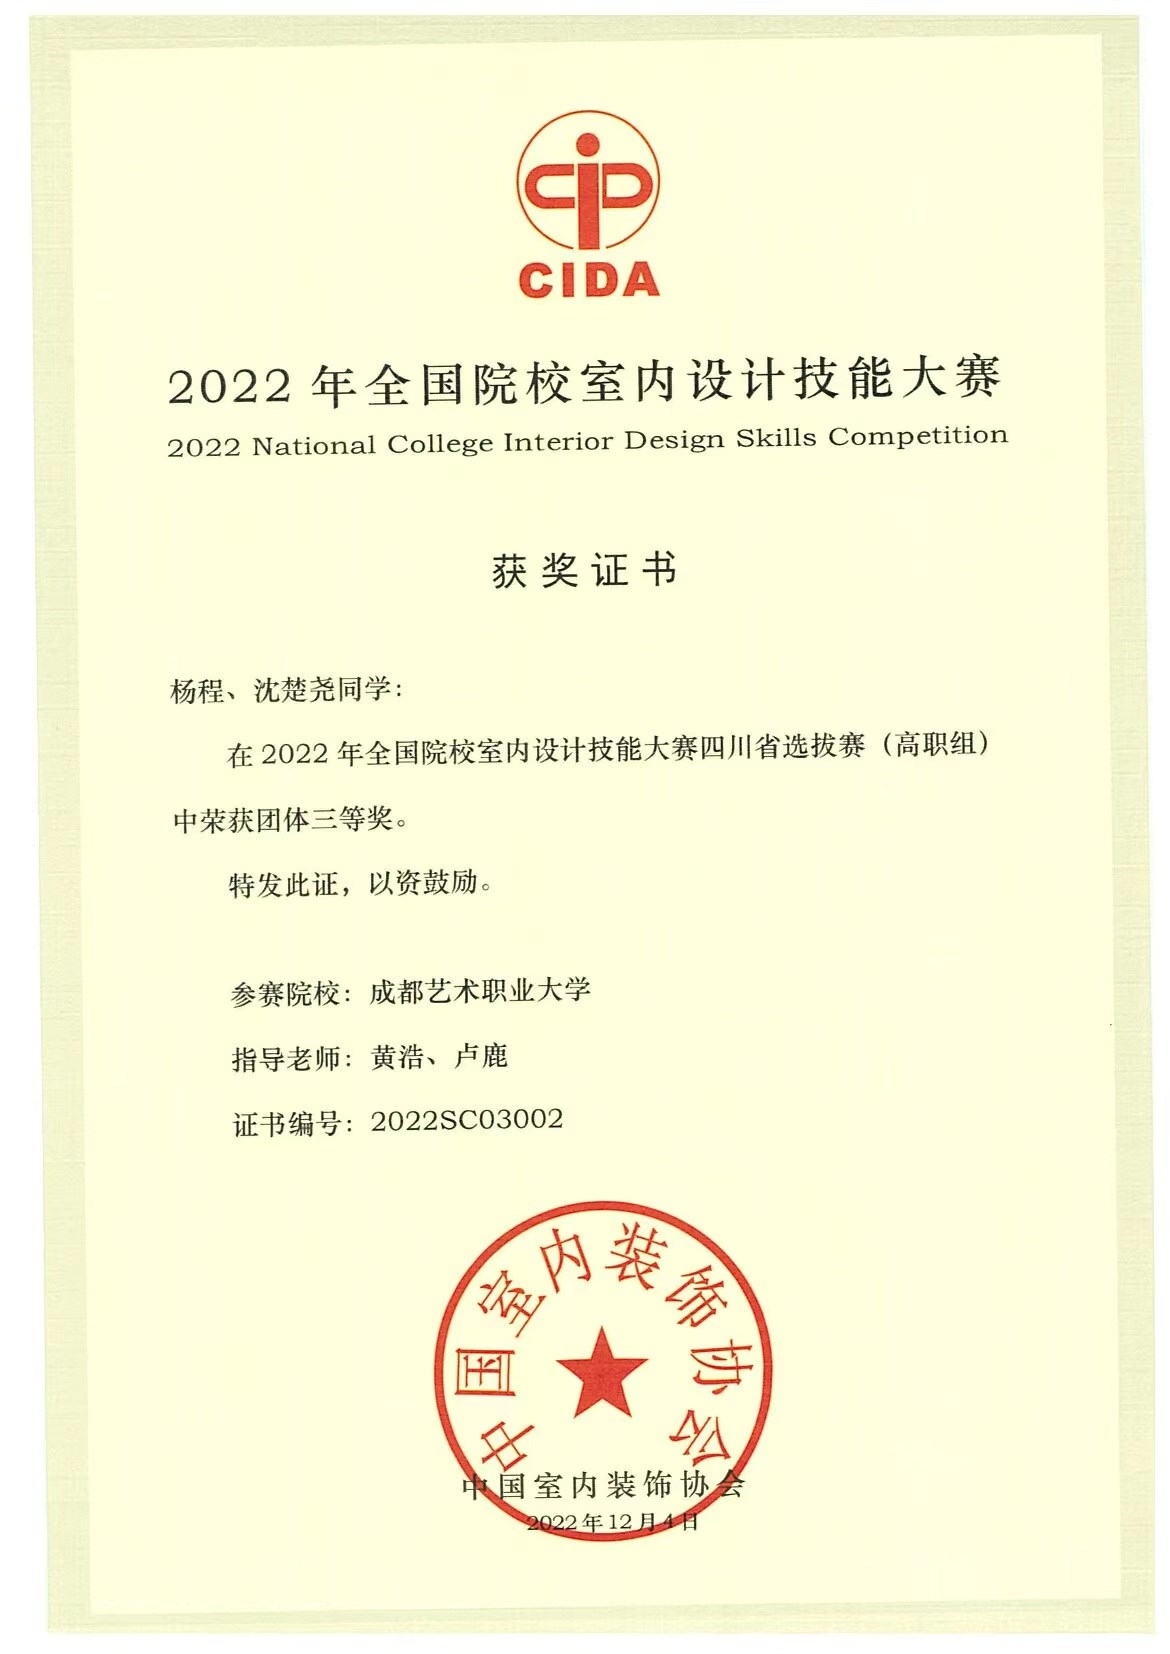 CIDA
2022 年全国院校室内设计技能大赛
2022 National College Interior Design Skills Competition
获奖证书
杨程、沈楚尧同学：
在 2022 年全国院校室内设计技能大赛四川省选拔赛（高职组）
中荣获团体三等奖。
特发此证，以资鼓励。
参赛院校：成都艺术职业大学
指导老师：黄浩、卢鹿
证书编号：2022SC03002
中国室内装饰协会
中国室内装饰协会
2022年12月4日